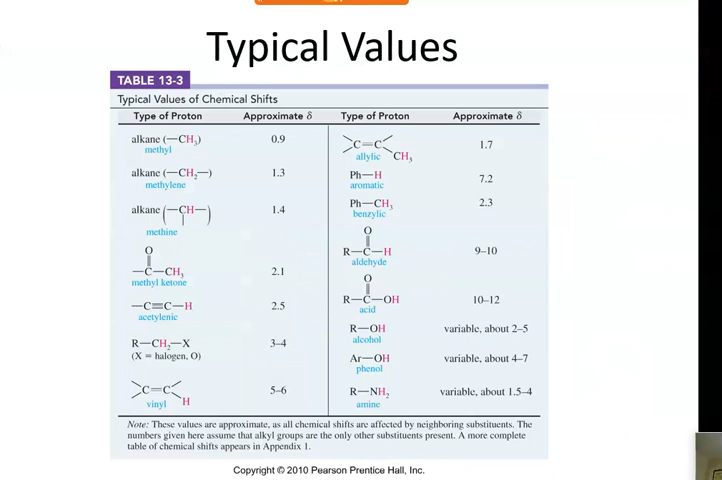 Typical Values
TABLE 13-3
Typical Values of Chemical Shifts
Type of Proton Approximate δ Type of Proton Approximate δ
alkane (—CH₃) 0.9
methyl
alkane (—CH₂—) 1.3
methylene
alkane (—CH—) 1.4
methine
O
—C—CH₃ 2.1
methyl ketone
—C≡C—H 2.5
acetylenic
R—CH₂—X 3–4
(X = halogen, O)
C=C 5–6
vinyl H
C=C 1.7
allylic CH₃
Ph—H 7.2
aromatic
Ph—CH₃ 2.3
benzylic
O
R—C—H 9–10
aldehyde
O
R—C—OH 10–12
acid
R—OH variable, about 2–5
alcohol
Ar—OH variable, about 4–7
phenol
R—NH₂ variable, about 1.5–4
amine
Note: These values are approximate, as all chemical shifts are affected by neighboring substituents. The
numbers given here assume that alkyl groups are the only other substituents present. A more complete
table of chemical shifts appears in Appendix 1.
Copyright © 2010 Pearson Prentice Hall, Inc.